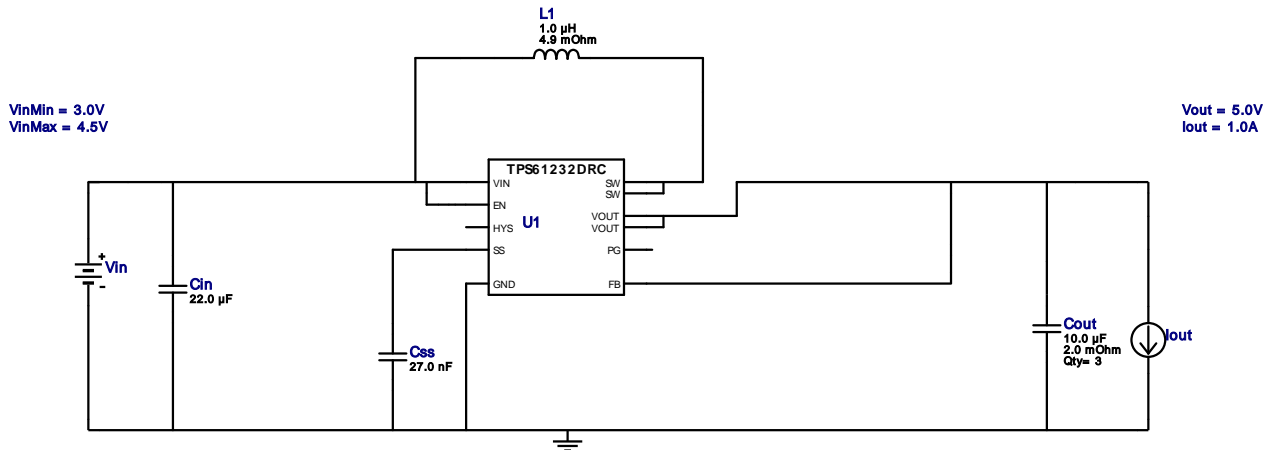 L1
1.0 µH
4.9 mOhm
VinMin = 3.0V
VinMax = 4.5V
Vout = 5.0V
Iout = 1.0A
TPS61232DRC
VIN
SW
SW
EN
VOUT
U1
HYS
VOUT
SS
PG
GND
FB
+
Vin
-
Cin
22.0 µF
Css
27.0 nF
Cout
10.0 µF
2.0 mOhm
Qty= 3
Iout